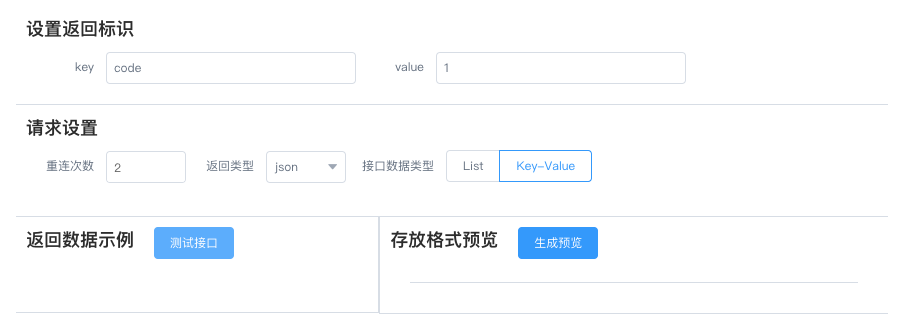 设置返回标识
key code value 1
请求设置
重连次数 2 返回类型 json 接口数据类型 List Key-Value
返回数据示例 测试接口 存放格式预览 生成预览